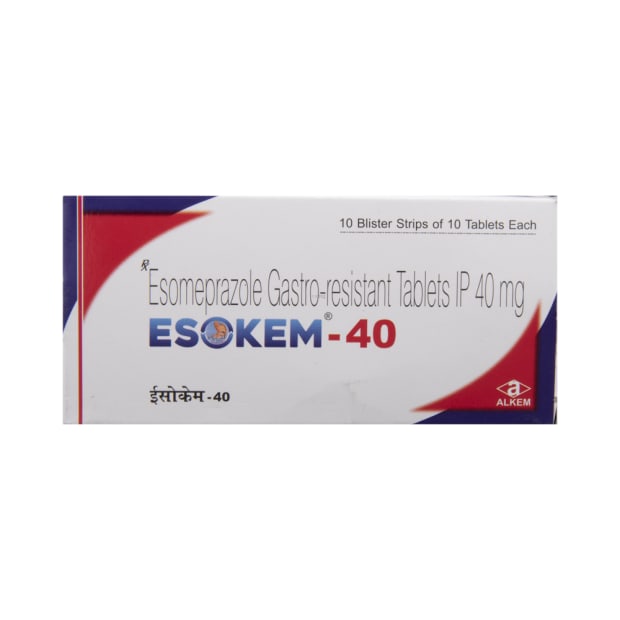 10 Blister Strips of 10 Tablets Each
℞ Esomeprazole Gastro-resistant Tablets IP 40 mg
ESOKEM®-40
ईसोकेम-40
a
ALKEM